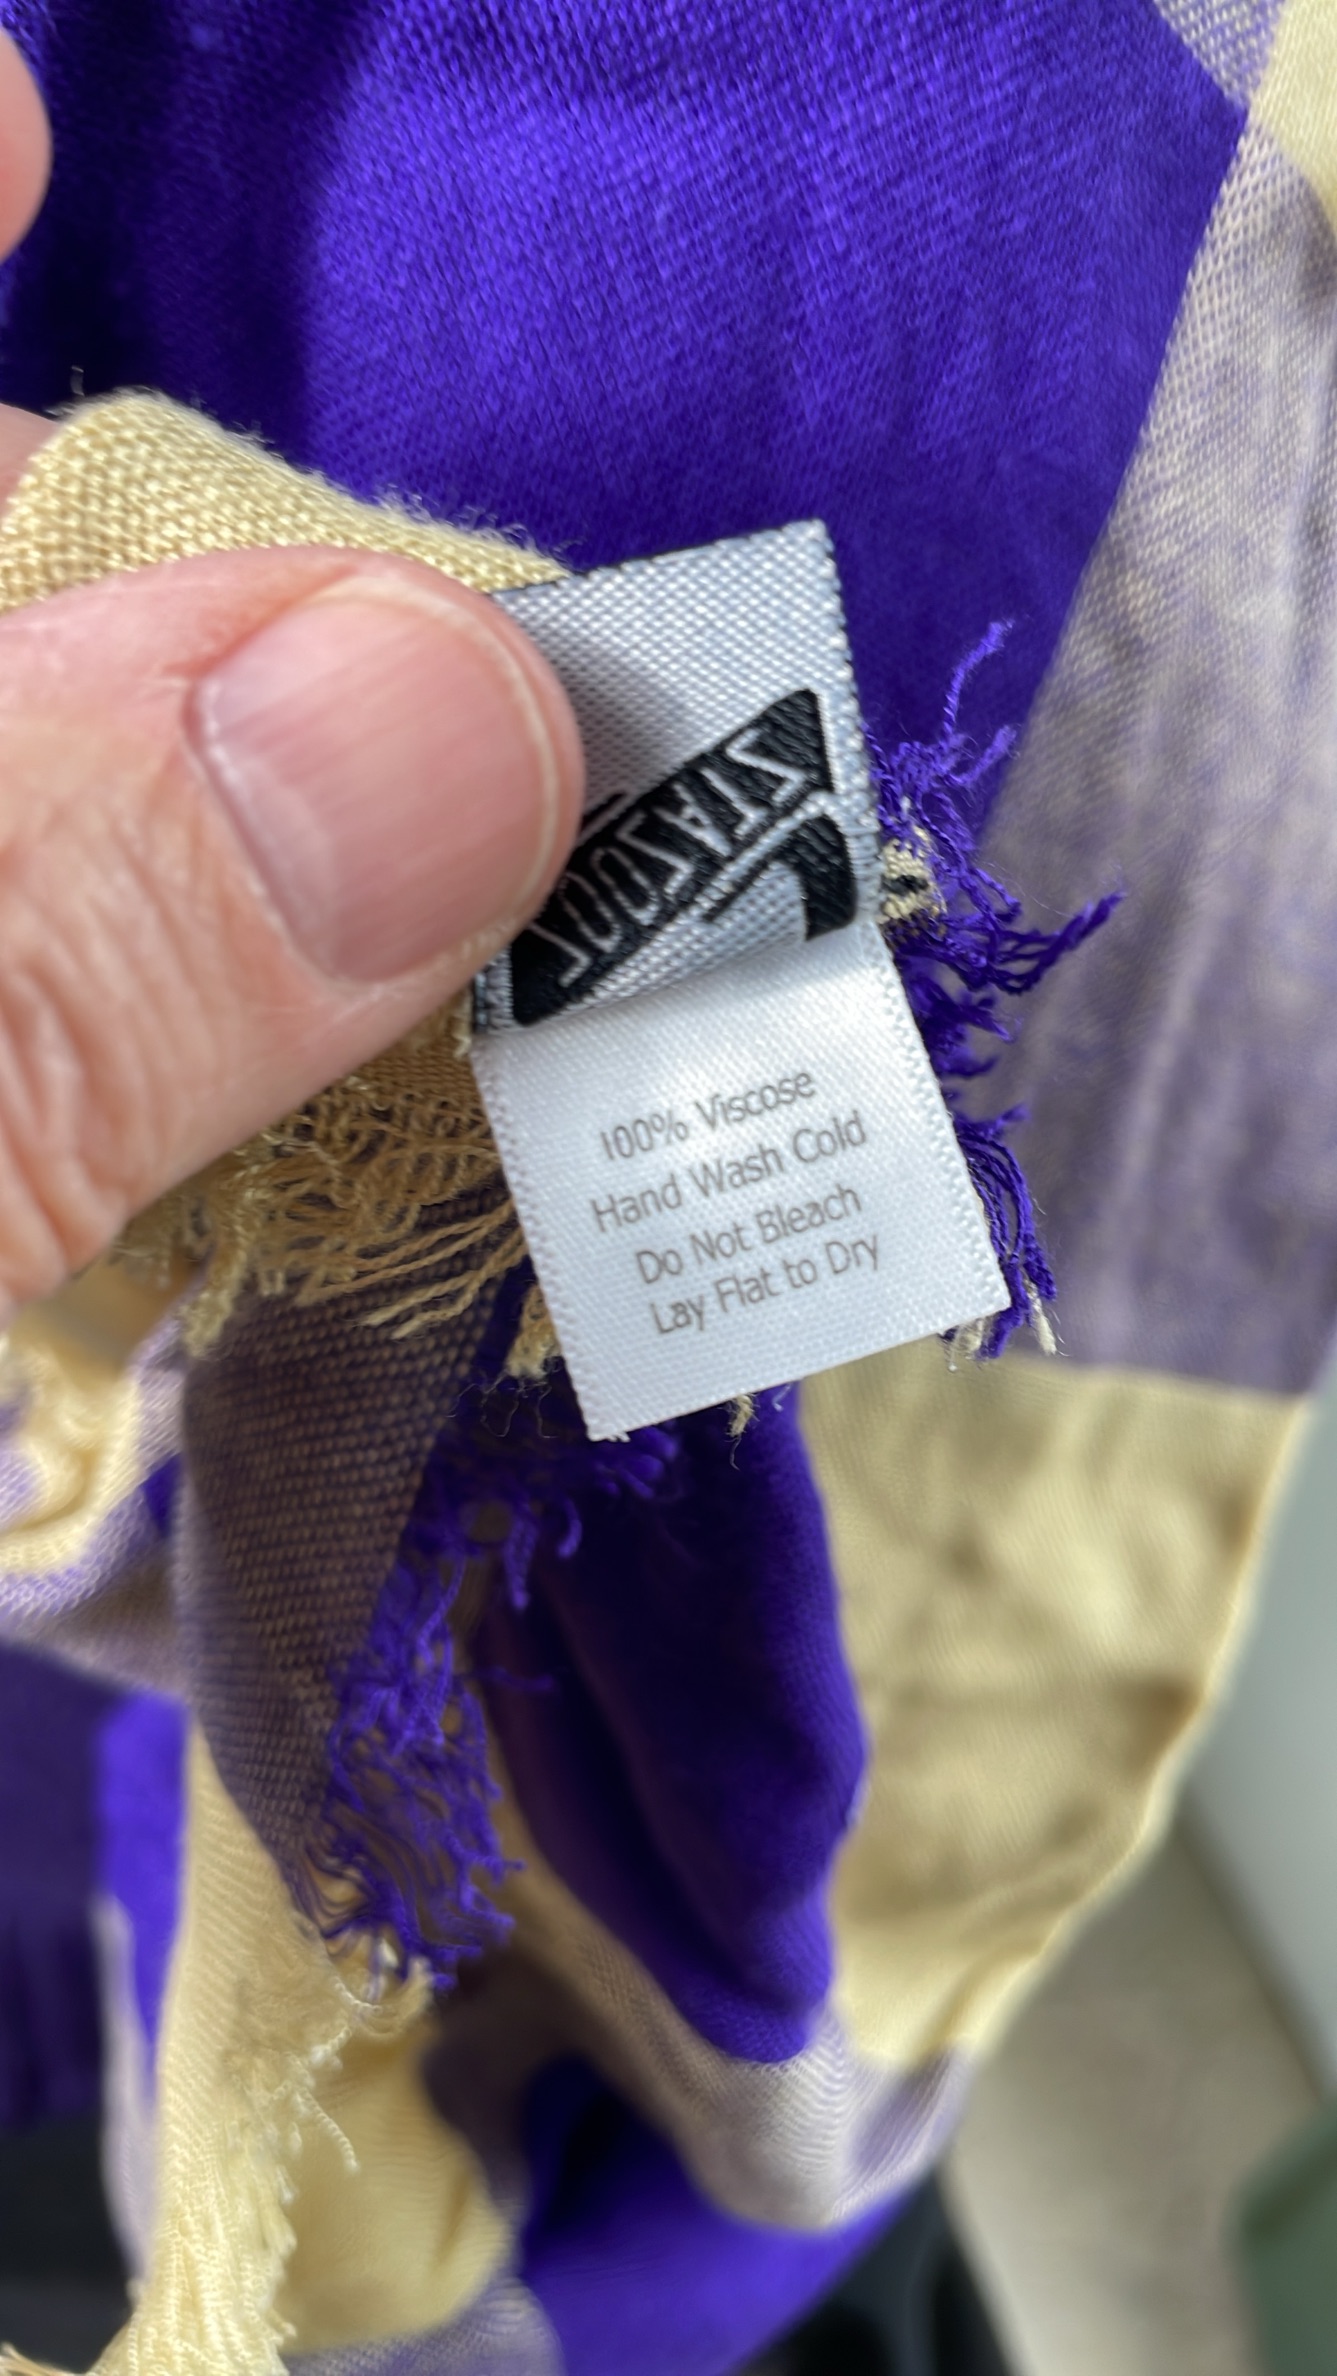 100% Viscose
Hand Wash Cold
Do Not Bleach
Lay Flat to Dry